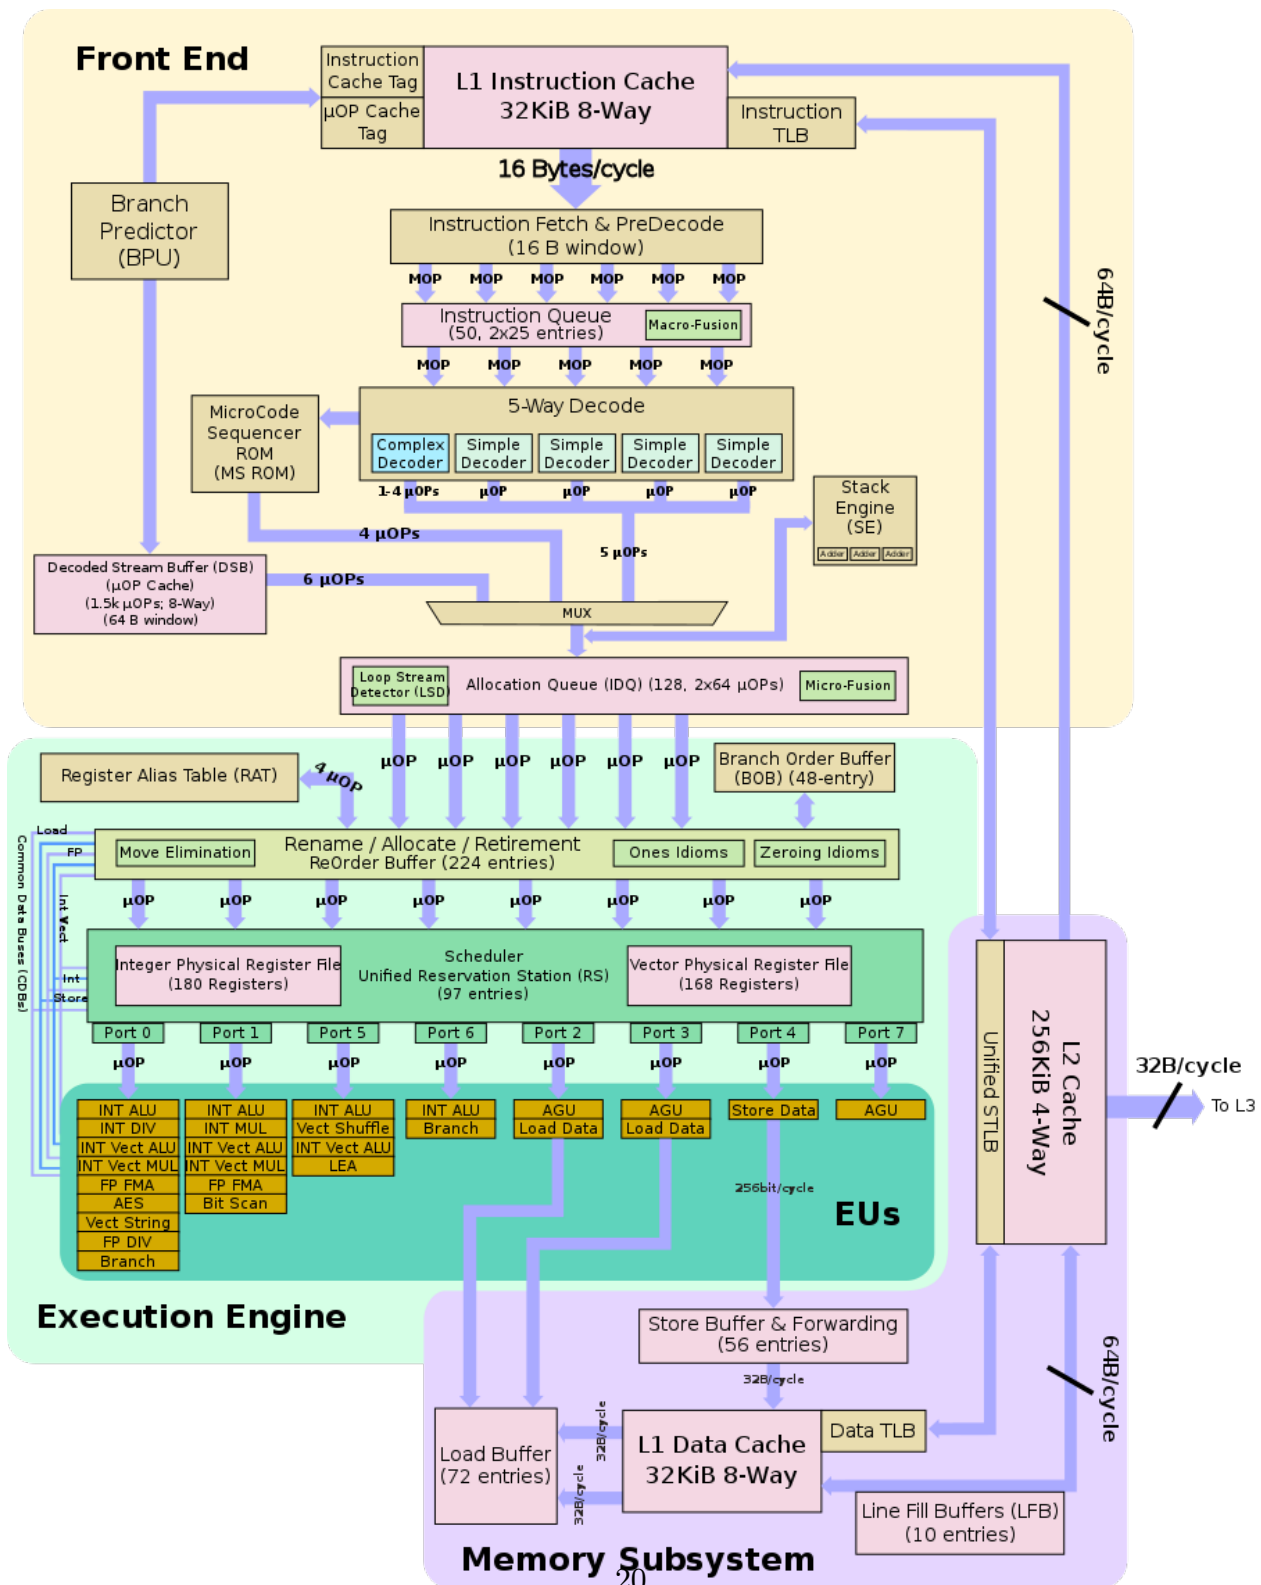 Front End
Instruction
Cache Tag
L1 Instruction Cache
32KiB 8-Way
µOP Cache
Tag
Instruction
TLB
16 Bytes/cycle
Branch
Predictor
(BPU)
Instruction Fetch & PreDecode
(16 B window)
MOP MOP MOP MOP MOP MOP
Instruction Queue
(50, 2x25 entries)
Macro-Fusion
64B/cycle
MOP MOP MOP MOP MOP
MicroCode
Sequencer
ROM
(MS ROM)
5-Way Decode
Complex
Decoder
Simple
Decoder
Simple
Decoder
Simple
Decoder
Simple
Decoder
1-4 µOPs µOP µOP µOP µOP
Stack
Engine
(SE)
Adder Adder Adder
4 µOPs
5 µOPs
Decoded Stream Buffer (DSB)
(µOP Cache)
(1.5k µOPs; 8-Way)
(64 B window)
6 µOPs
MUX
Loop Stream
Detector (LSD)
Allocation Queue (IDQ) (128, 2x64 µOPs)
Micro-Fusion
µOP µOP µOP µOP µOP µOP
Register Alias Table (RAT)
4 µOP
Branch Order Buffer
(BOB) (48-entry)
Common Data Buses (CDBs)
Load
FP
Int Vect
Int
Store
Move Elimination
Rename / Allocate / Retirement
ReOrder Buffer (224 entries)
Ones Idioms
Zeroing Idioms
µOP µOP µOP µOP µOP µOP µOP µOP
Integer Physical Register File
(180 Registers)
Scheduler
Unified Reservation Station (RS)
(97 entries)
Vector Physical Register File
(168 Registers)
Port 0 Port 1 Port 5 Port 6 Port 2 Port 3 Port 4 Port 7
µOP µOP µOP µOP µOP µOP µOP µOP
INT ALU
INT DIV
INT Vect ALU
INT Vect MUL
FP FMA
AES
Vect String
FP DIV
Branch
INT ALU
INT MUL
INT Vect ALU
INT Vect MUL
FP FMA
Bit Scan
INT ALU
Vect Shuffle
INT Vect ALU
LEA
INT ALU
Branch
AGU
Load Data
AGU
Load Data
Store Data
AGU
256bit/cycle
EUs
Execution Engine
Unified STLB
L2 Cache
256KiB 4-Way
32B/cycle
To L3
Store Buffer & Forwarding
(56 entries)
32B/cycle
64B/cycle
Load Buffer
(72 entries)
32B/cycle
32B/cycle
L1 Data Cache
32KiB 8-Way
Data TLB
Line Fill Buffers (LFB)
(10 entries)
Memory Subsystem
20